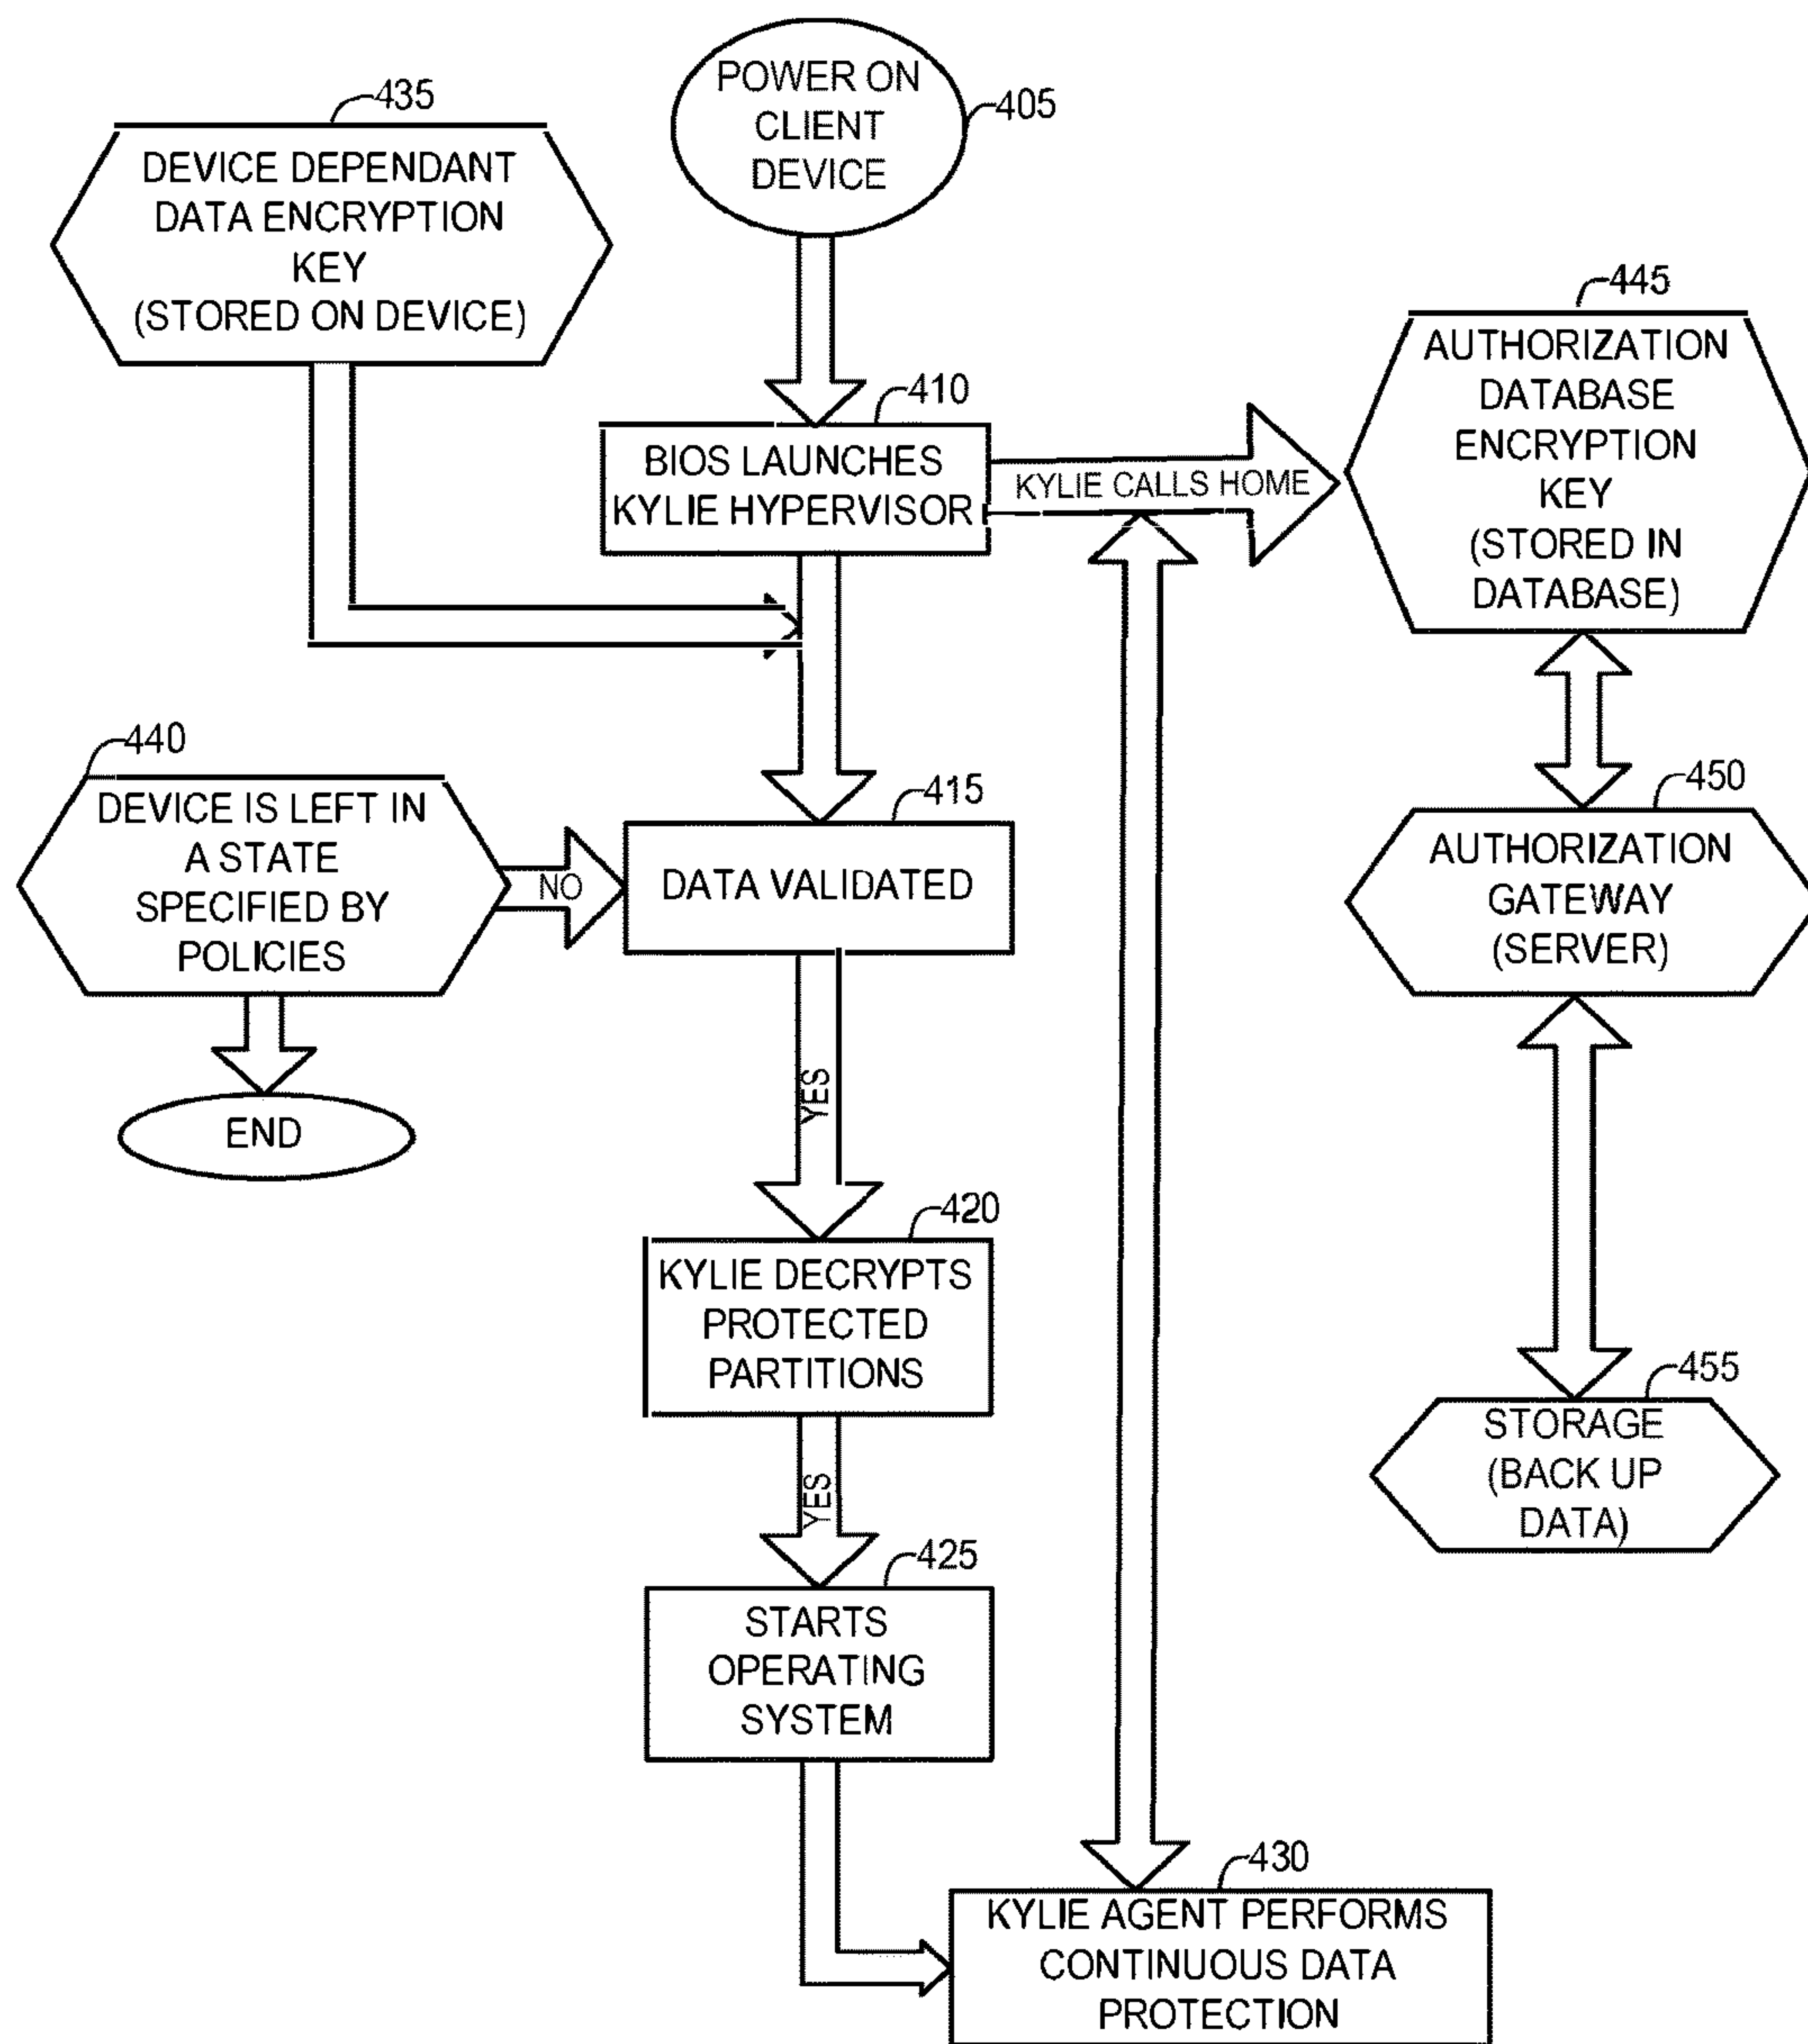 POWER ON
CLIENT
DEVICE
405
435
DEVICE DEPENDANT
DATA ENCRYPTION
KEY
(STORED ON DEVICE)
445
AUTHORIZATION
DATABASE
ENCRYPTION
KEY
(STORED IN
DATABASE)
410
BIOS LAUNCHES
KYLIE HYPERVISOR
KYLIE CALLS HOME
440
DEVICE IS LEFT IN
A STATE
SPECIFIED BY
POLICIES
NO
415
DATA VALIDATED
450
AUTHORIZATION
GATEWAY
(SERVER)
YES
END
420
KYLIE DECRYPTS
PROTECTED
PARTITIONS
455
STORAGE
(BACK UP
DATA)
YES
425
STARTS
OPERATING
SYSTEM
430
KYLIE AGENT PERFORMS
CONTINUOUS DATA
PROTECTION